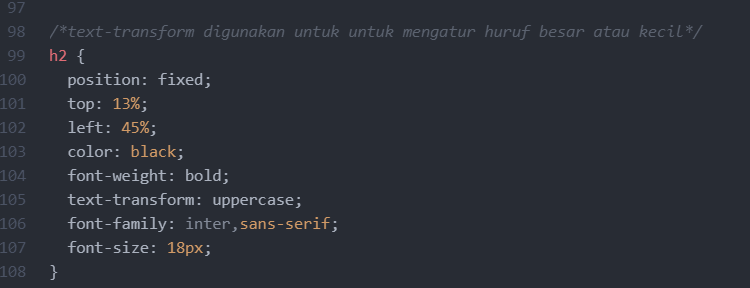 97
98 /*text-transform digunakan untuk untuk mengatur huruf besar atau kecil*/
99 h2 {
100 position: fixed;
101 top: 13%;
102 left: 45%;
103 color: black;
104 font-weight: bold;
105 text-transform: uppercase;
106 font-family: inter,sans-serif;
107 font-size: 18px;
108 }